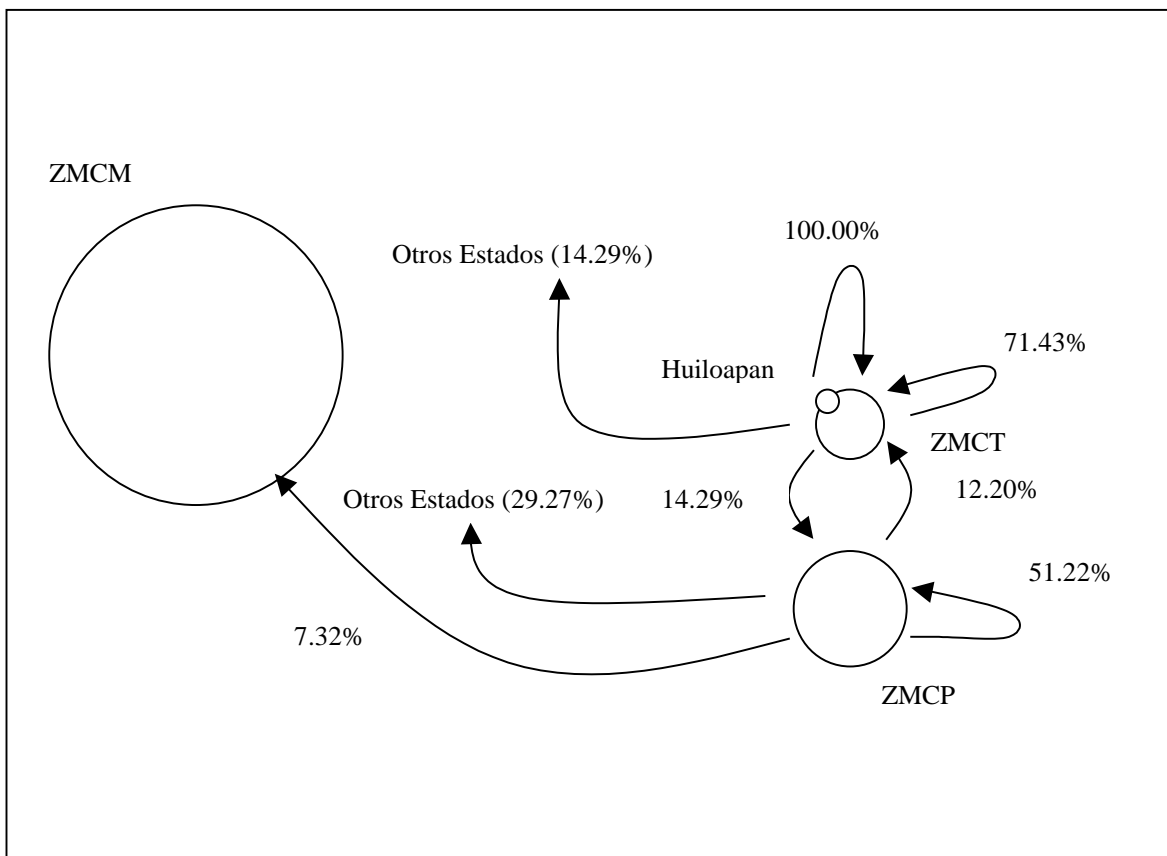 ZMCM
100.00%
Otros Estados (14.29%)
71.43%
Huiloapan
ZMCT
Otros Estados (29.27%)
14.29%
12.20%
51.22%
7.32%
ZMCP